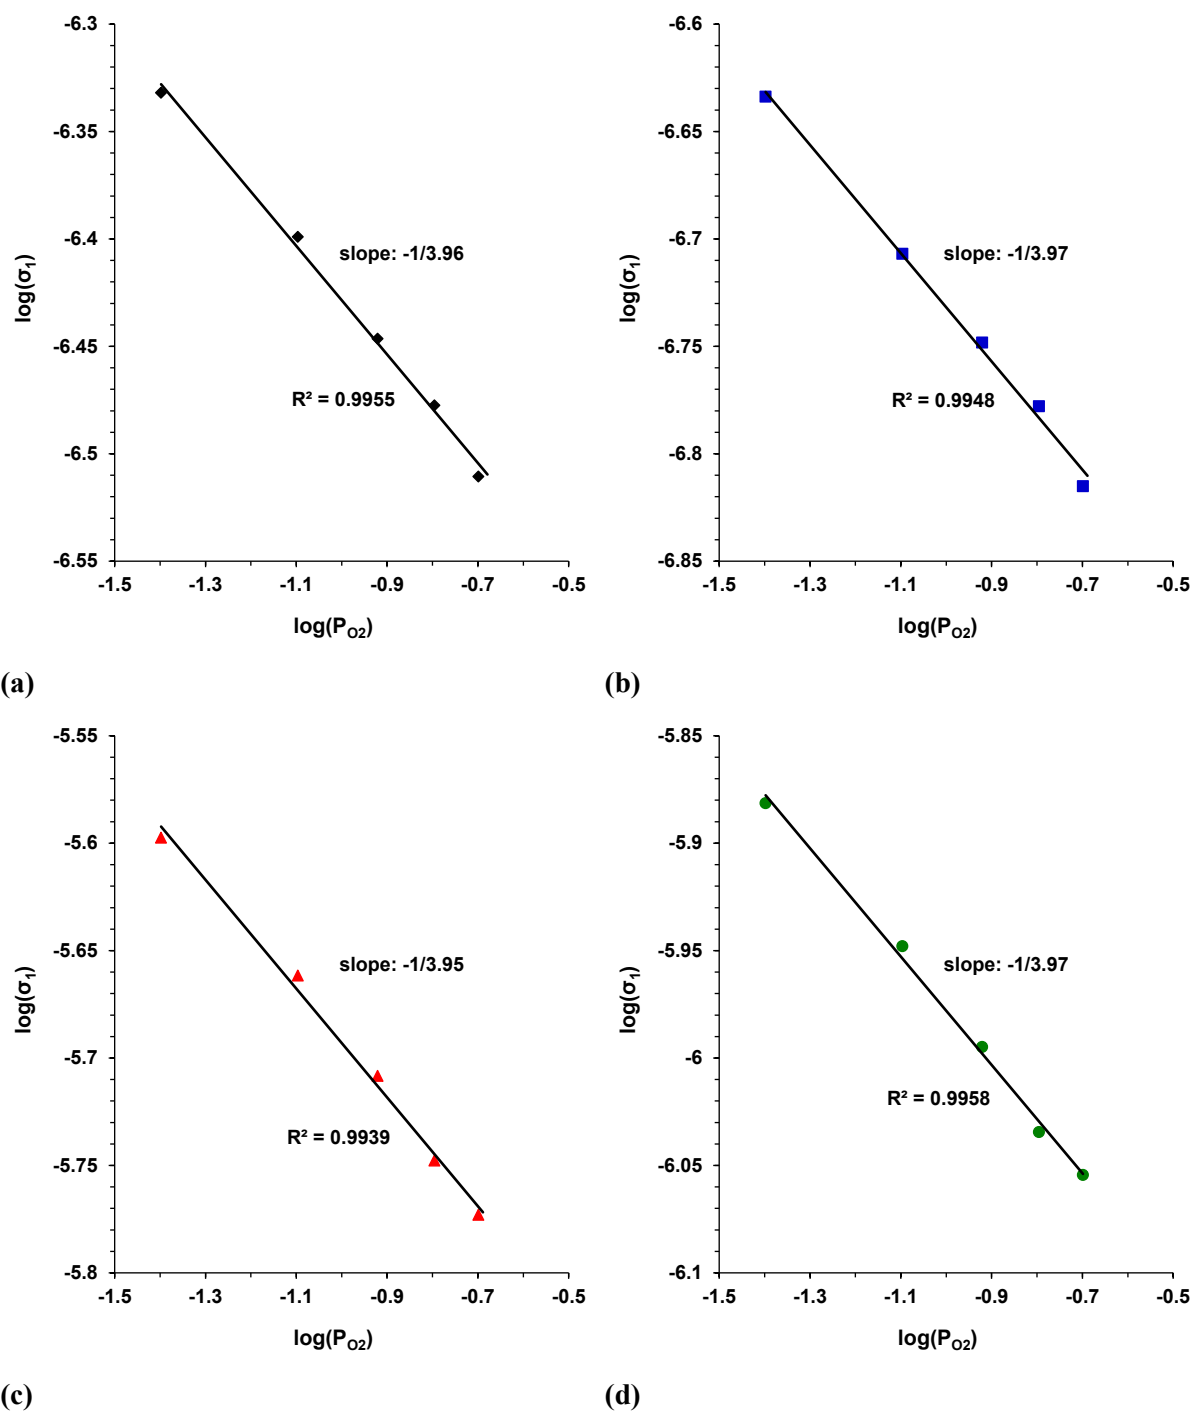 -6.3
-6.35
-6.4
-6.45
-6.5
-6.55
-1.5 -1.3 -1.1 -0.9 -0.7 -0.5
log(σ1)
log(PO2)
slope: -1/3.96
R² = 0.9955
(a)
-6.6
-6.65
-6.7
-6.75
-6.8
-6.85
-1.5 -1.3 -1.1 -0.9 -0.7 -0.5
log(σ1)
log(PO2)
slope: -1/3.97
R² = 0.9948
(b)
-5.55
-5.6
-5.65
-5.7
-5.75
-5.8
-1.5 -1.3 -1.1 -0.9 -0.7 -0.5
log(σ1)
log(PO2)
slope: -1/3.95
R² = 0.9939
(c)
-5.85
-5.9
-5.95
-6
-6.05
-6.1
-1.5 -1.3 -1.1 -0.9 -0.7 -0.5
log(σ1)
log(PO2)
slope: -1/3.97
R² = 0.9958
(d)